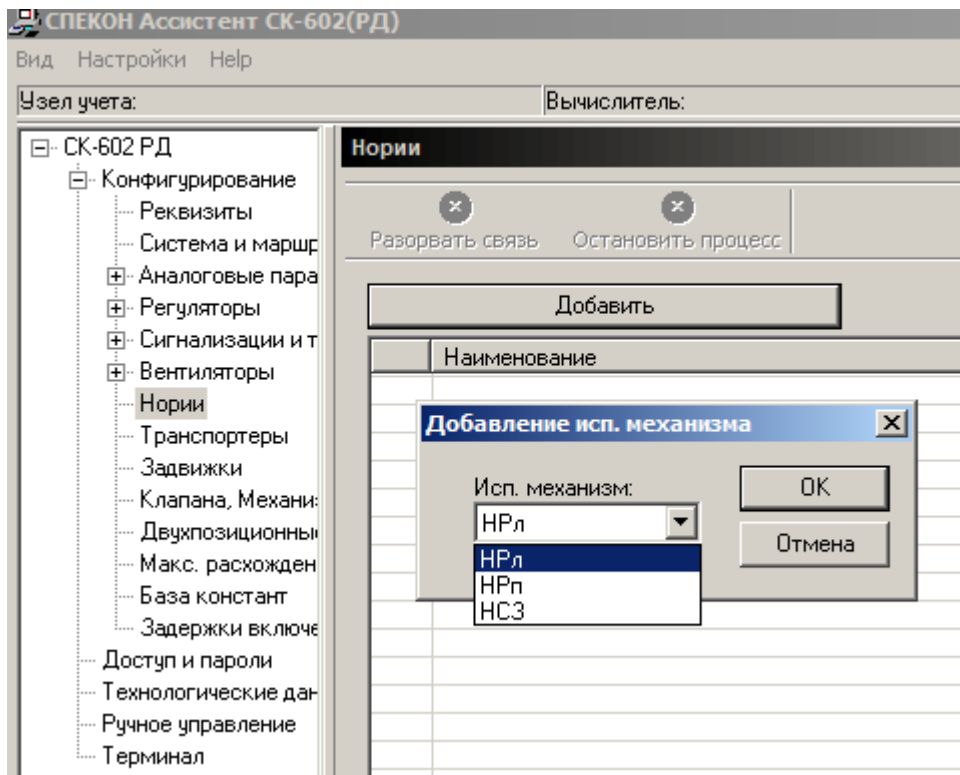 СПЕКОН Ассистент СК-602(РД)
Вид Настройки Help
Узел учета: Вычислитель:
СК-602 РД
Конфигурирование
Реквизиты
Система и маршр
Аналоговые пара
Регуляторы
Сигнализации и т
Вентиляторы
Нории
Транспортеры
Задвижки
Клапана, Механи
Двухпозиционны
Макс. расхожден
База констант
Задержки включе
Доступ и пароли
Технологические дан
Ручное управление
Терминал
Нории
Разорвать связь Остановить процесс
Добавить
Наименование
Добавление исп. механизма
Исп. механизм:
НРл
НРл
НРп
НСЗ
OK
Отмена